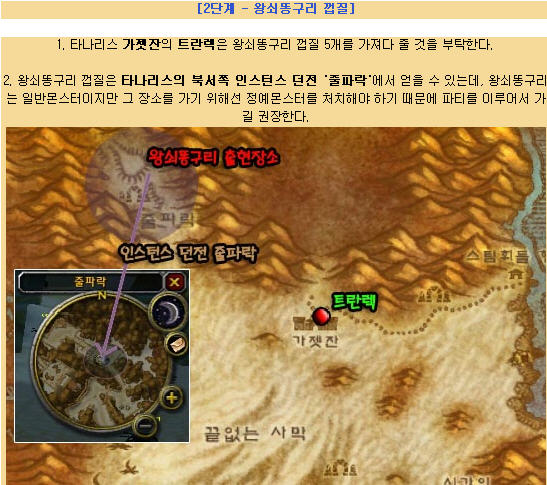 [2단계 - 왕쇠똥구리 껍질]
1. 타나리스 가젯잔의 트란렉은 왕쇠똥구리 껍질 5개를 가져다 줄 것을 부탁한다.
2. 왕쇠똥구리 껍질은 타나리스의 북서쪽 인스턴스 던전 '줄파락'에서 얻을 수 있는데, 왕쇠똥구리
는 일반몬스터이지만 그 장소를 가기 위해선 정예몬스터를 처치해야 하기 때문에 파티를 이루어서 가
길 권장한다.
왕쇠똥구리 출현장소
줄파락
인스턴스 던전 줄파락
스팀휘들
줄파락
N
트란렉
가젯잔
끝없는 사막